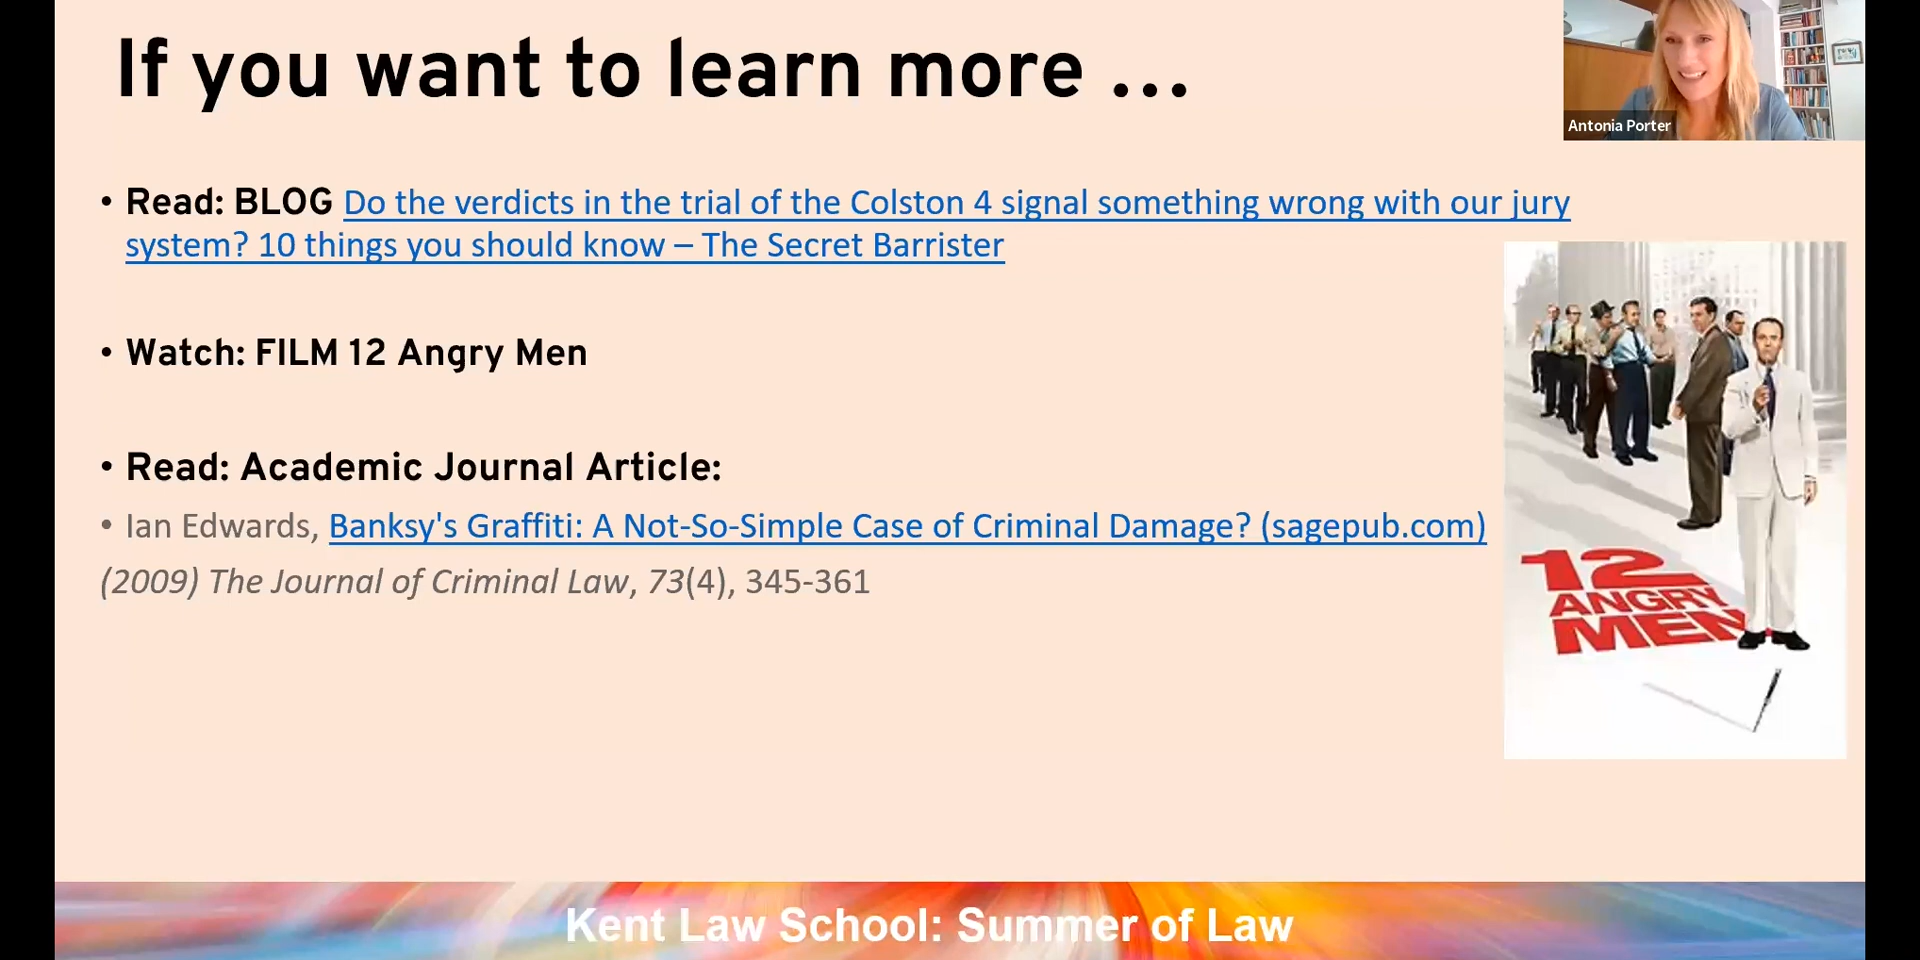 If you want to learn more ...
Antonia Porter
• Read: BLOG Do the verdicts in the trial of the Colston 4 signal something wrong with our jury
system? 10 things you should know – The Secret Barrister
• Watch: FILM 12 Angry Men
• Read: Academic Journal Article:
• Ian Edwards, Banksy's Graffiti: A Not-So-Simple Case of Criminal Damage? (sagepub.com)
(2009) The Journal of Criminal Law, 73(4), 345-361
12
ANGRY
MEN
Kent Law School: Summer of Law